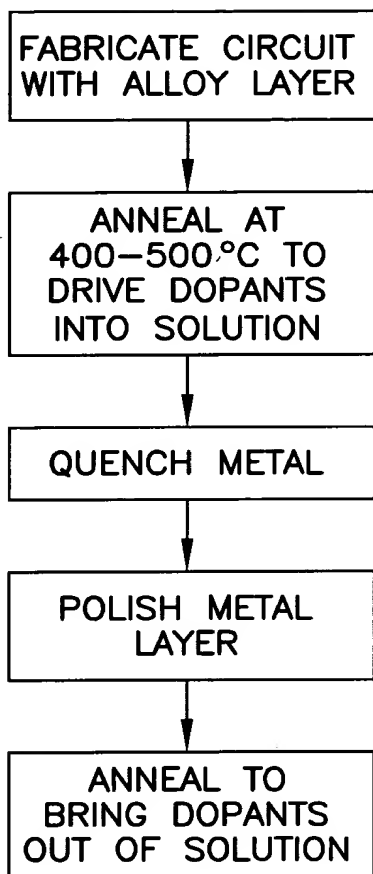 FABRICATE CIRCUIT
WITH ALLOY LAYER
ANNEAL AT
400-500°C TO
DRIVE DOPANTS
INTO SOLUTION
QUENCH METAL
POLISH METAL
LAYER
ANNEAL TO
BRING DOPANTS
OUT OF SOLUTION